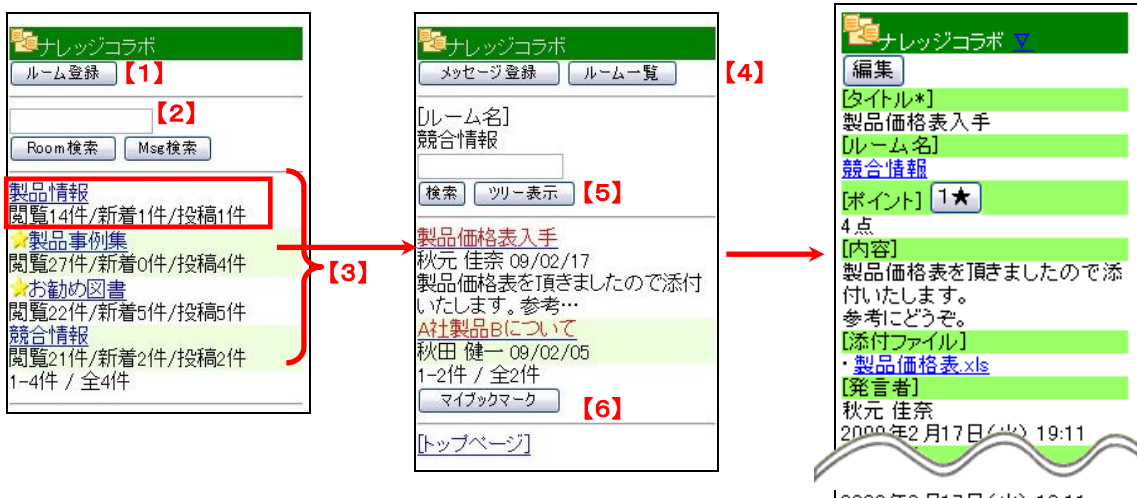 ナレッジコラボ
ルーム登録 【1】
【2】
Room検索 Msg検索
製品情報
閲覧14件/新着1件/投稿1件
製品事例集
閲覧27件/新着0件/投稿4件
【3】
お勧め図書
閲覧22件/新着5件/投稿5件
競合情報
閲覧21件/新着2件/投稿2件
1-4件 / 全4件
ナレッジコラボ
メッセージ登録 ルーム一覧 【4】
[ルーム名]
競合情報
検索 ツリー表示 【5】
製品価格表入手
秋元 佳奈 09/02/17
製品価格表を頂きましたので添付
いたします。参考…
A社製品Bについて
秋田 健一 09/02/05
1-2件 / 全2件
マイブックマーク 【6】
[トップページ]
ナレッジコラボ ▽
編集
[タイトル*]
製品価格表入手
[ルーム名]
競合情報
[ポイント] 1★
4点
[内容]
製品価格表を頂きましたので添
付いたします。
参考にどうぞ。
[添付ファイル]
・製品価格表.xls
[発言者]
秋元 佳奈
2009年2月17日(火) 19:11